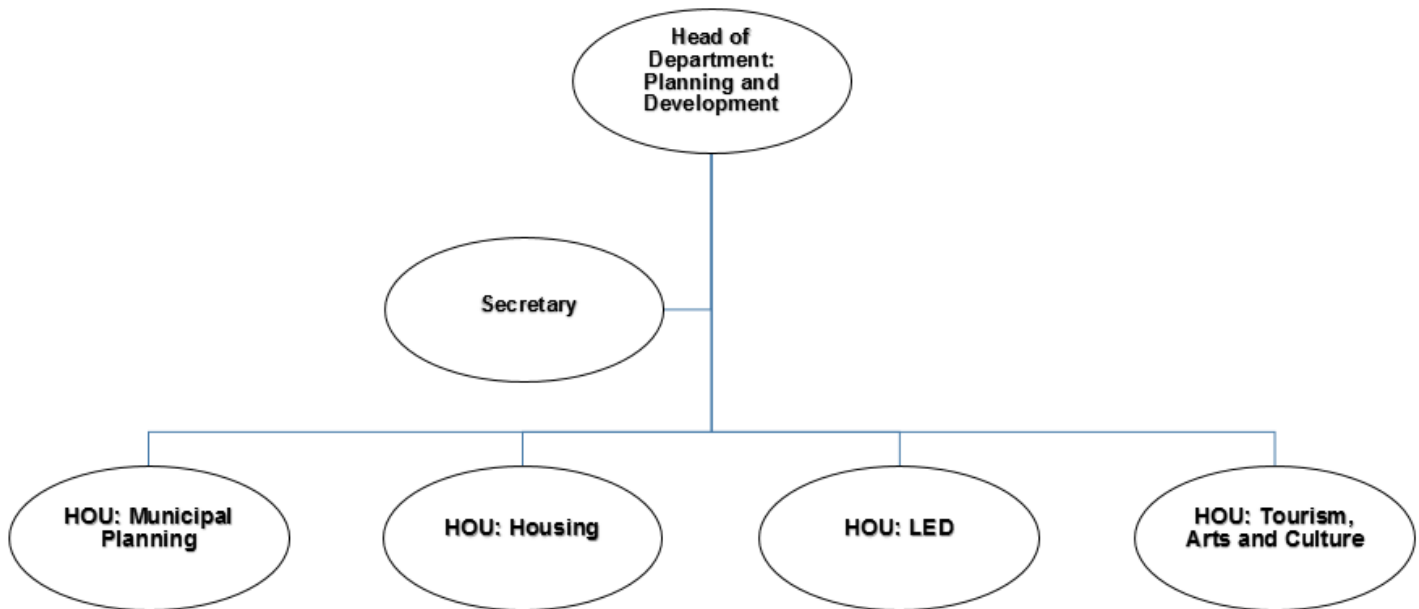 Head of
Department:
Planning and
Development
Secretary
HOU: Municipal
Planning
HOU: Housing
HOU: LED
HOU: Tourism,
Arts and Culture